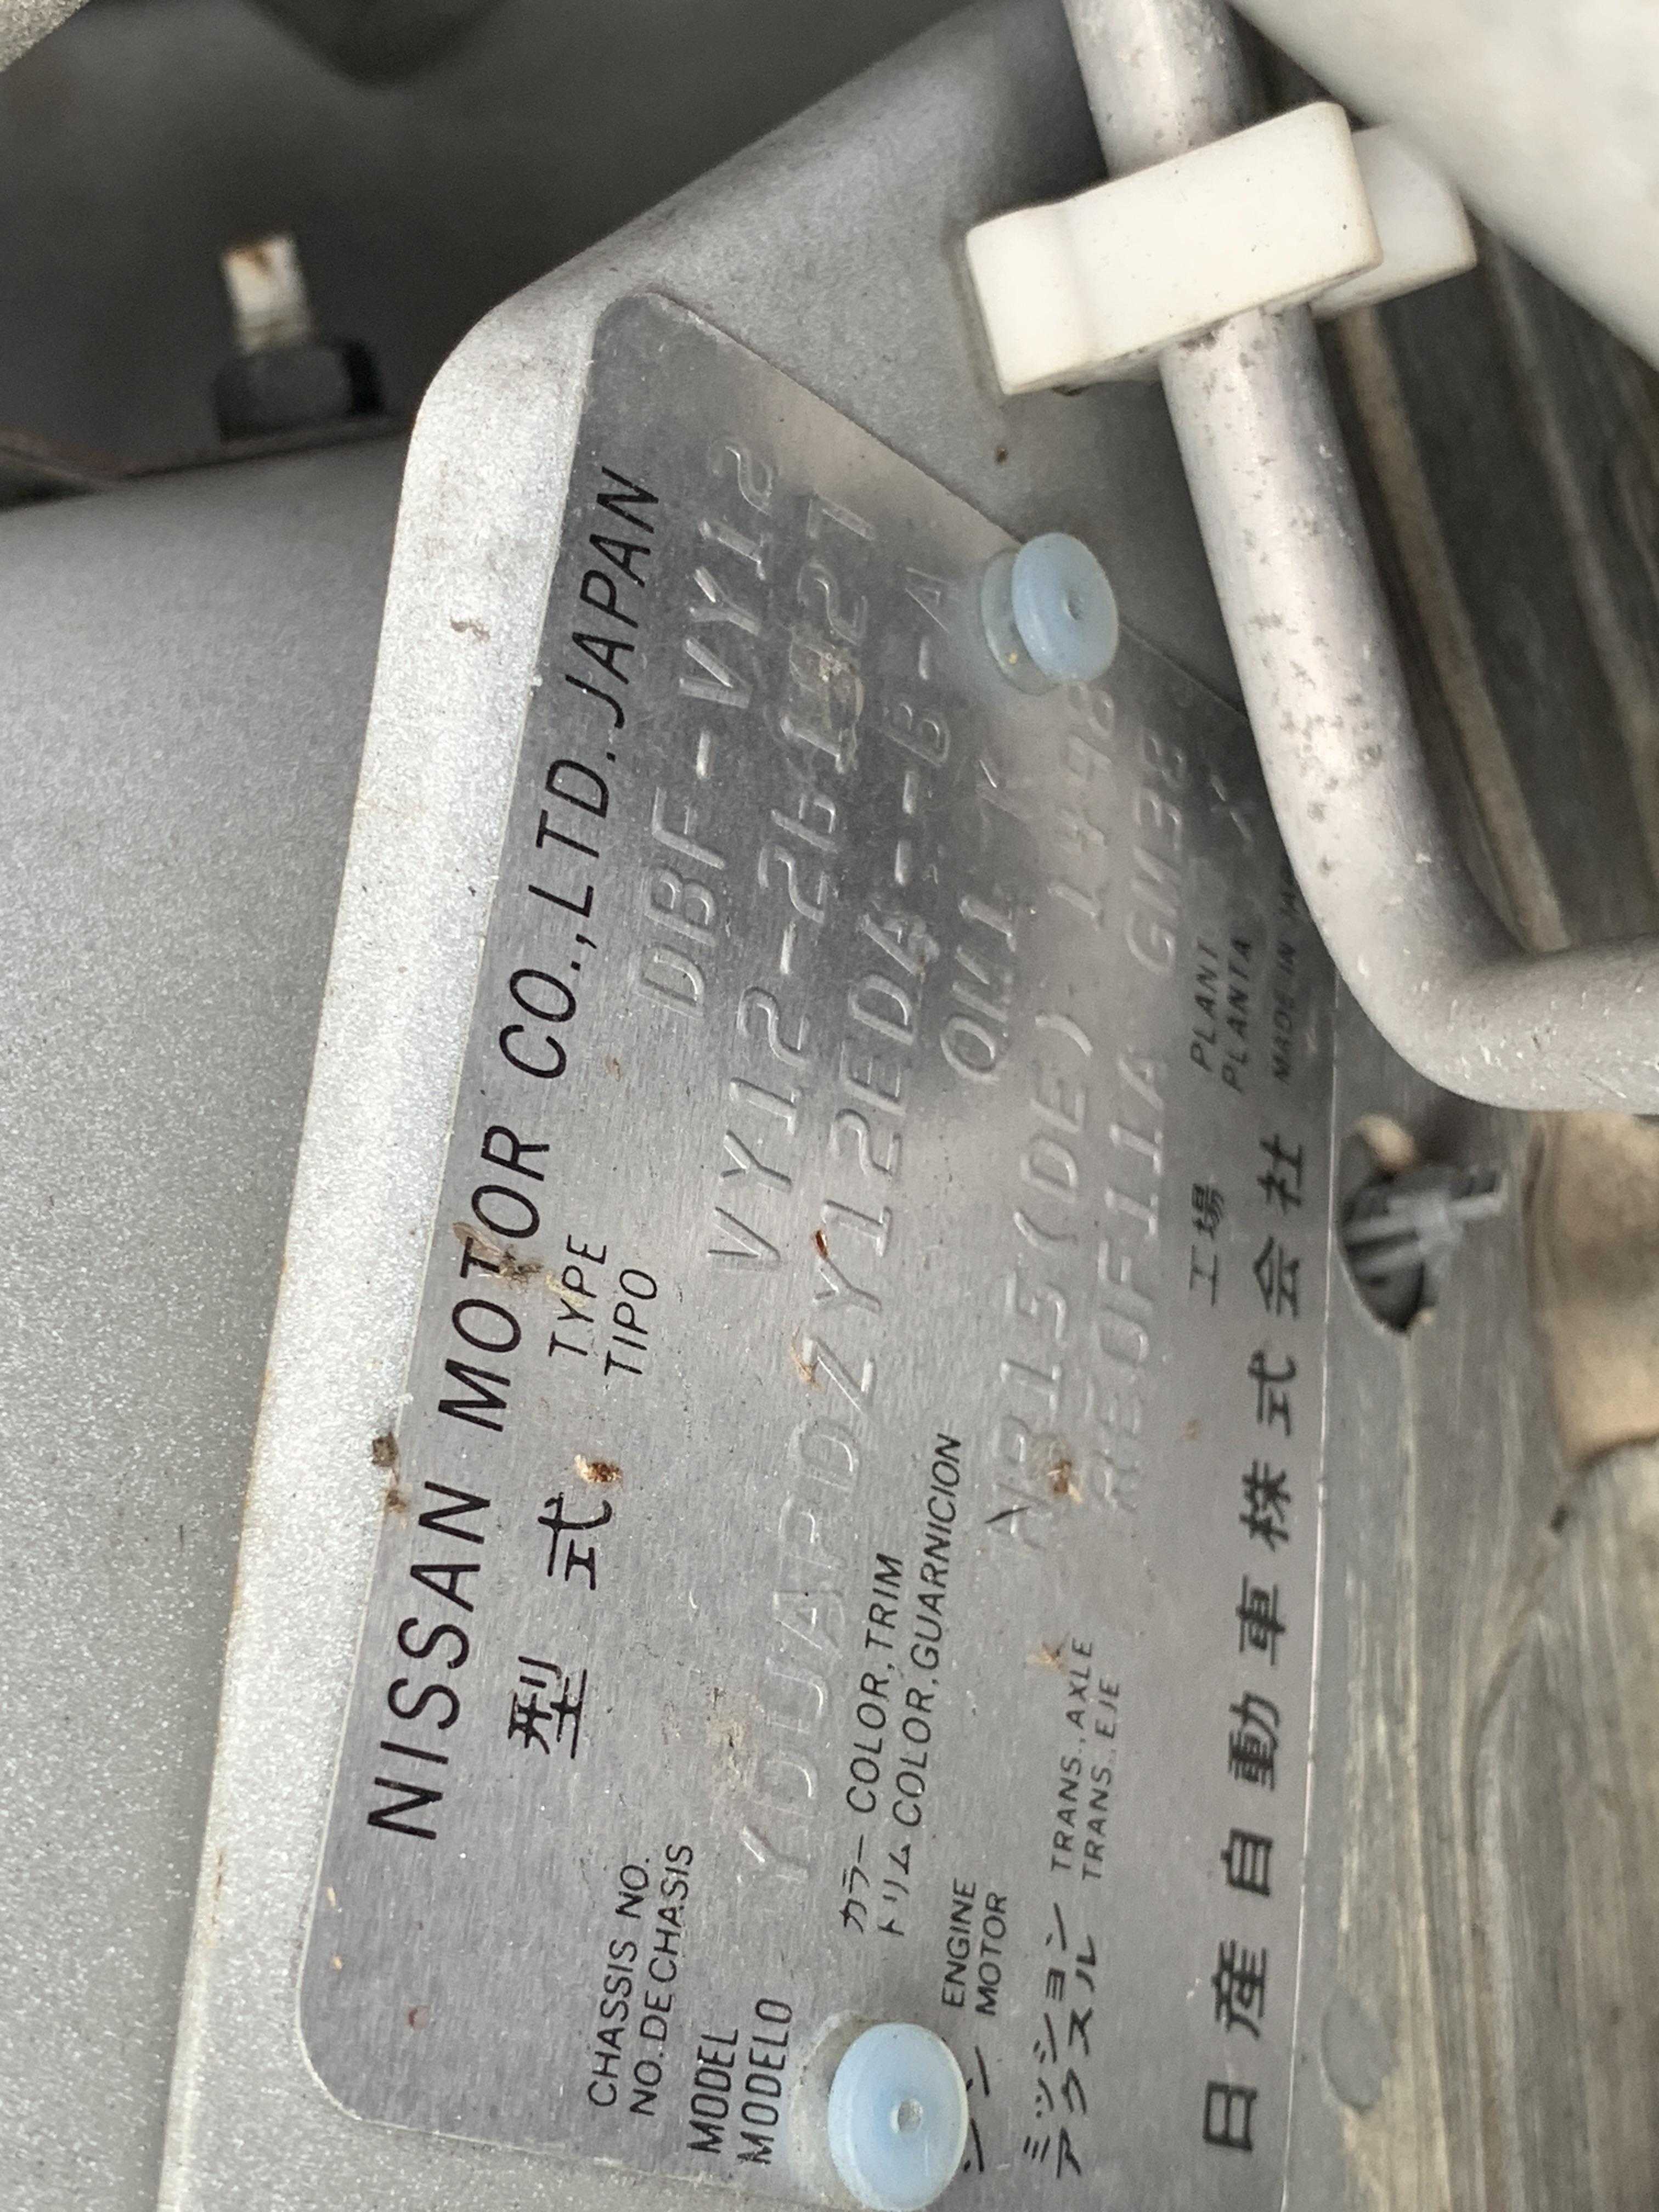 NISSAN MOTOR CO.,LTD.JAPAN
型 式 TYPE
TIPO
DBF-VY12
CHASSIS NO.
NO.DE CHASIS
VY12-
MODEL
MODELO
カラー COLOR,TRIM
トリム COLOR,GUARNICION
QM1 K
ENGINE
MOTOR
HR15(DE) 1498
ミッション TRANS.,AXLE
アクスル TRANS.,EJE
RE0F11A GM38
工場 PLANT
PLANTA
日 産 自 動 車 株 式 会 社 MADE IN